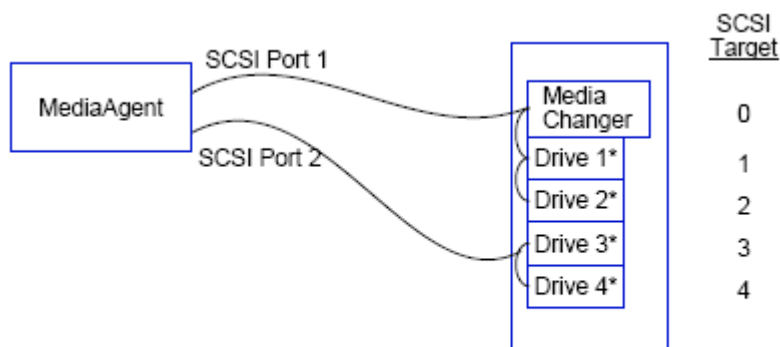 SCSI
Target
SCSI Port 1
MediaAgent
SCSI Port 2
Media
Changer
0
Drive 1*
1
Drive 2*
2
Drive 3*
3
Drive 4*
4